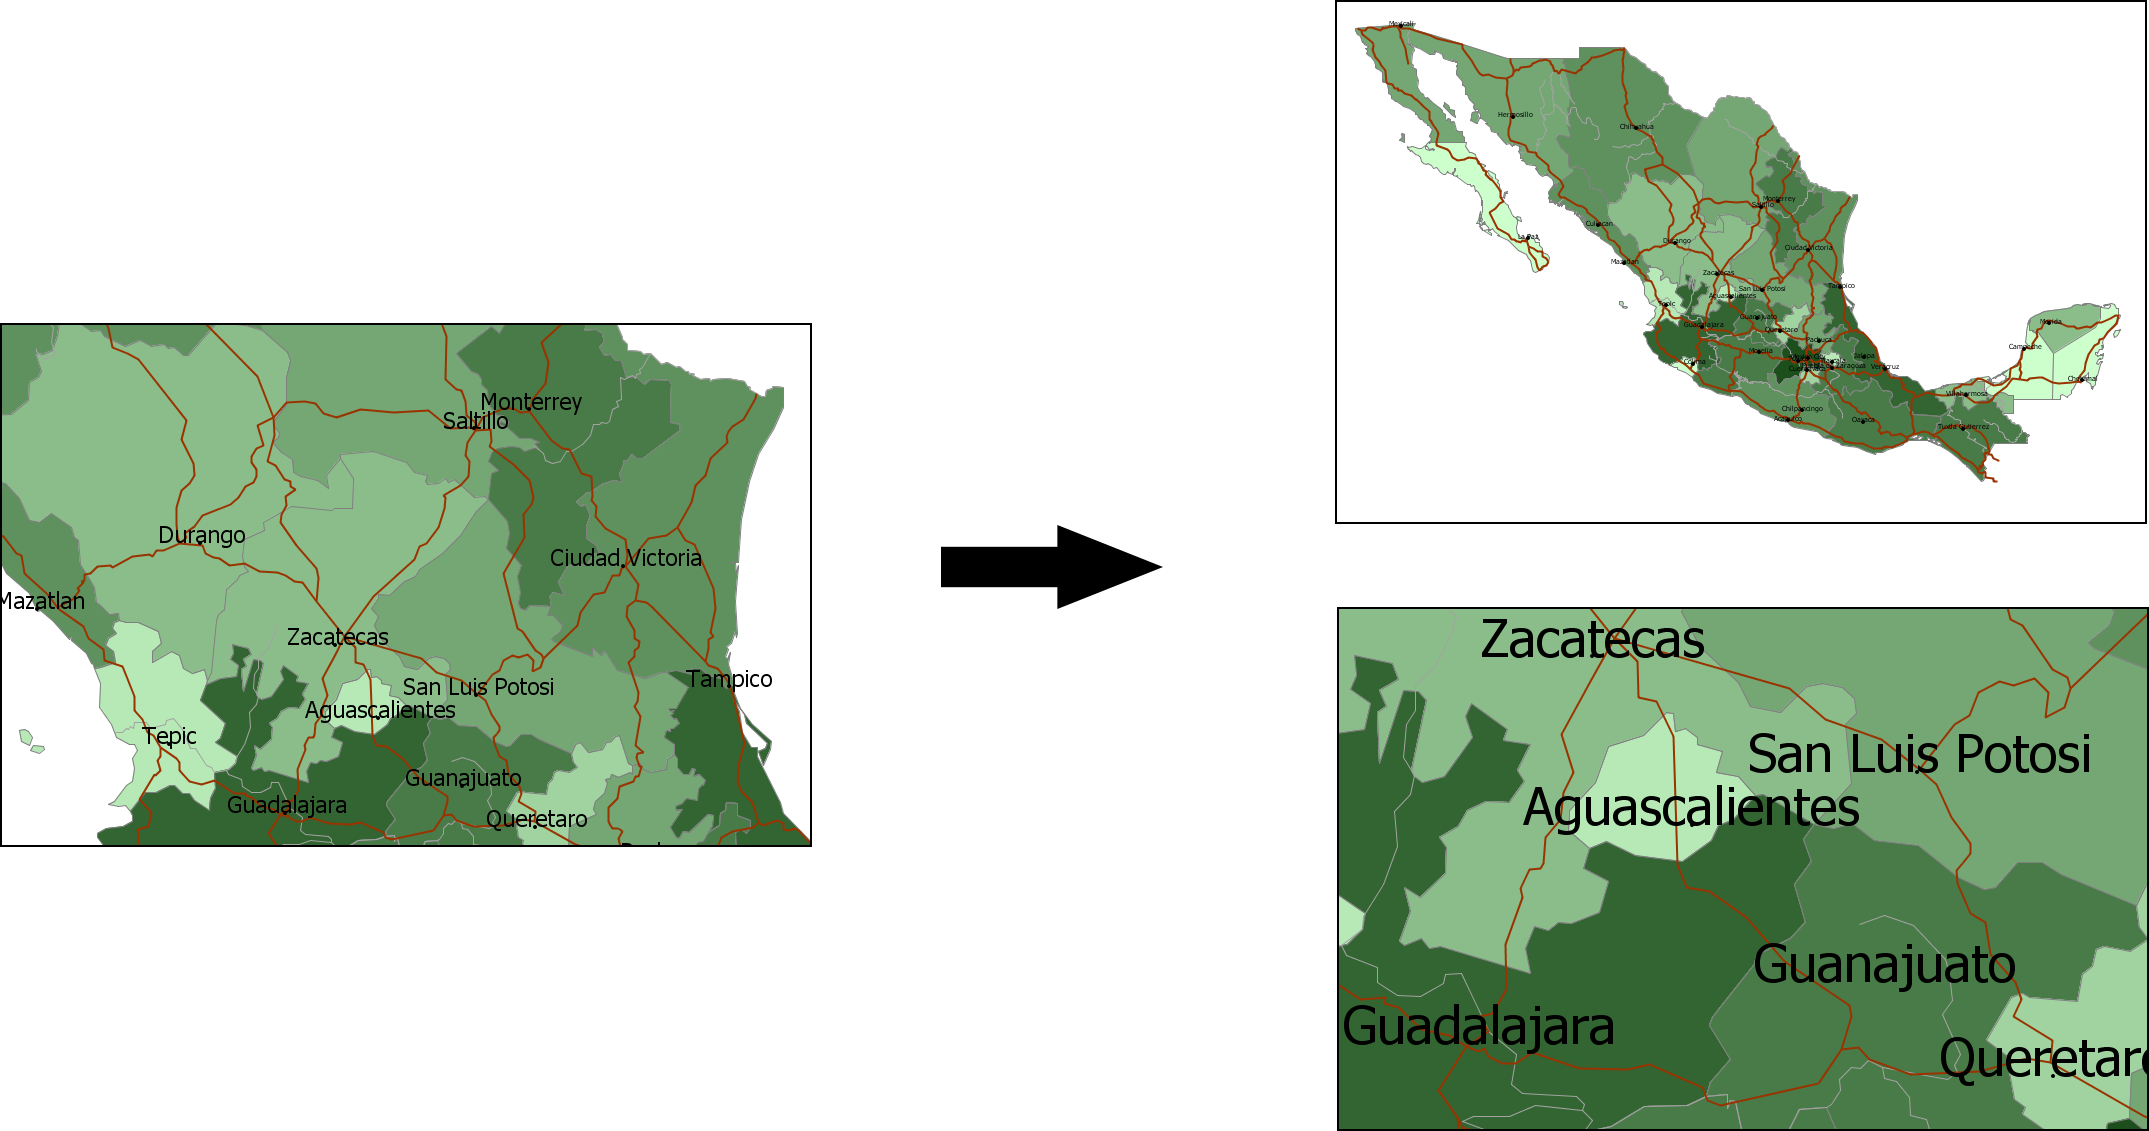 Monterrey
Saltillo
Durango
Ciudad Victoria
Mazatlan
Zacatecas
Tampico
San Luis Potosi
Aguascalientes
Tepic
Guanajuato
Guadalajara
Queretaro
Mexicali
Hermosillo
Chihuahua
Monterrey
Saltillo
Culiacan
La Paz
Durango
Ciudad Victoria
Mazatlan
Zacatecas
Tampico
San Luis Potosi
Aguascalientes
Tepic
Guanajuato
Merida
Guadalajara
Queretaro
Pachuca
Campeche
Morelia
Jalapa
Colima
Zaragoza
Veracruz
Chetumal
Villahermosa
Chilpancingo
Acapulco
Oaxaca
Tuxtla Gutierrez
Zacatecas
San Luis Potosi
Aguascalientes
Guanajuato
Guadalajara
Queretaro